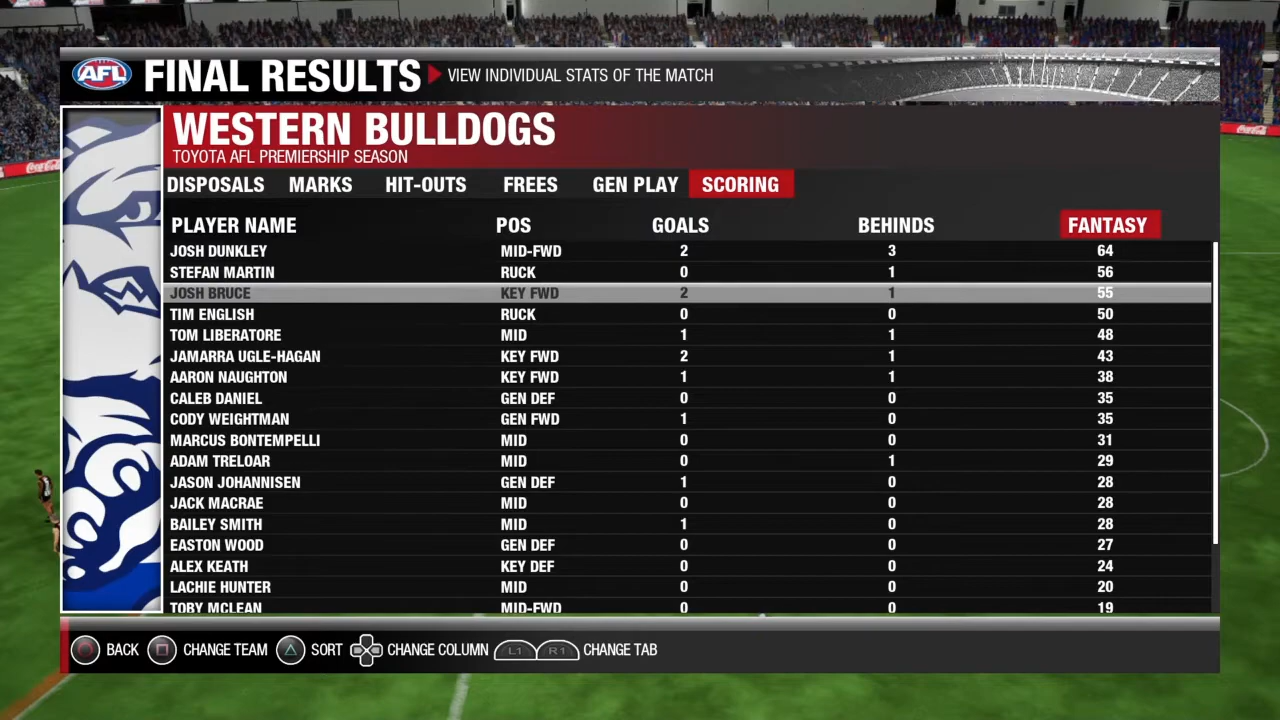 AFL FINAL RESULTS VIEW INDIVIDUAL STATS OF THE MATCH
WESTERN BULLDOGS
TOYOTA AFL PREMIERSHIP SEASON
DISPOSALS MARKS HIT-OUTS FREES GEN PLAY SCORING
PLAYER NAME POS GOALS BEHINDS FANTASY
JOSH DUNKLEY MID-FWD 2 3 64
STEFAN MARTIN RUCK 0 1 56
JOSH BRUCE KEY FWD 2 1 55
TIM ENGLISH RUCK 0 0 50
TOM LIBERATORE MID 1 1 48
JAMARRA UGLE-HAGAN KEY FWD 2 1 43
AARON NAUGHTON KEY FWD 1 1 38
CALEB DANIEL GEN DEF 0 0 35
CODY WEIGHTMAN GEN FWD 1 0 35
MARCUS BONTEMPELLI MID 0 0 31
ADAM TRELOAR MID 0 1 29
JASON JOHANNISEN GEN DEF 1 0 28
JACK MACRAE MID 0 0 28
BAILEY SMITH MID 1 0 28
EASTON WOOD GEN DEF 0 0 27
ALEX KEATH KEY DEF 0 0 24
LACHIE HUNTER MID 0 0 20
TOBY MCLEAN MID-FWD 0 0 19
BACK CHANGE TEAM SORT CHANGE COLUMN L1 R1 CHANGE TAB
Coca-Cola
Coca-Cola